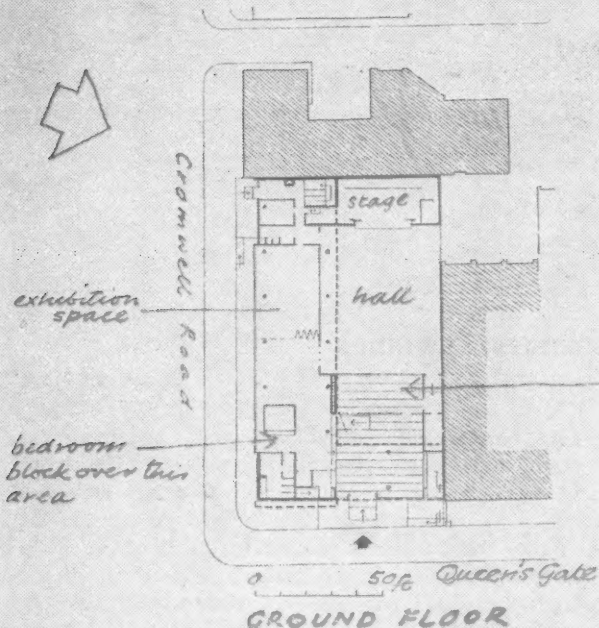 Cromwell Road
stage
hall
exhibition
space
bedroom
block over this
area
0 50ft Queen's Gate
GROUND FLOOR